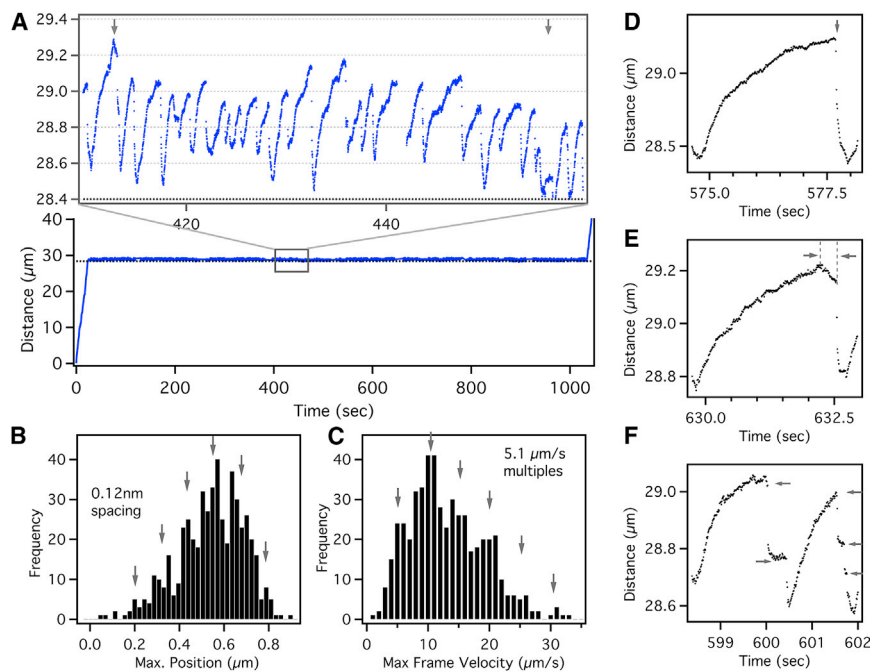 A
29.4
29.2
29.0
28.8
28.6
28.4
420
440
40
30
20
10
0
Distance (µm)
0
200
400
600
800
1000
Time (sec)
B
40
30
20
10
0
Frequency
0.12nm
spacing
0.0
0.2
0.4
0.6
0.8
Max. Position (µm)
C
40
30
20
10
0
Frequency
5.1 µm/s
multiples
0
10
20
30
Max Frame Velocity (µm/s)
D
29.0
28.5
Distance (µm)
575.0
577.5
Time (sec)
E
29.2
29.0
28.8
Distance (µm)
630.0
632.5
Time (sec)
F
29.0
28.8
28.6
Distance (µm)
599
600
601
602
Time (sec)